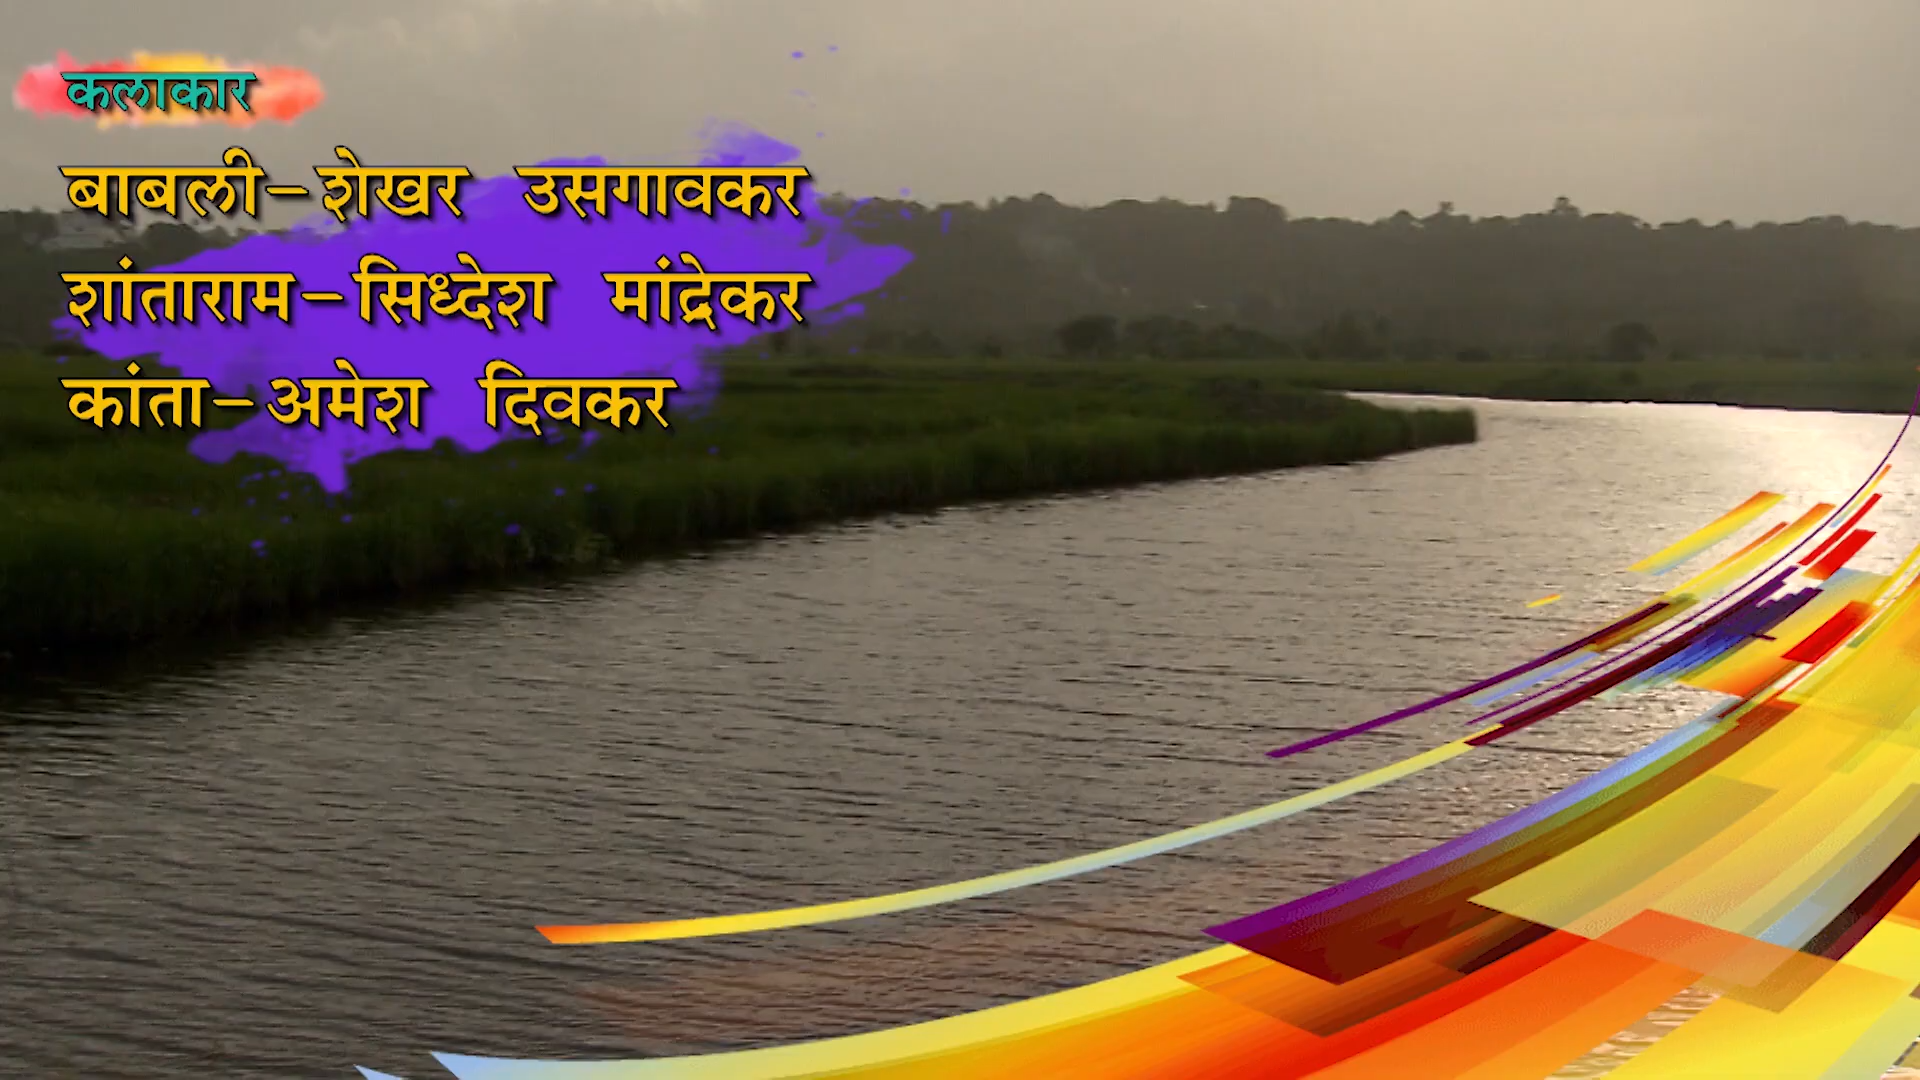 कलाकार
बाबली-शेखर उसगावकर
शांताराम-सिध्देश मांद्रेकर
कांता-अमेश दिवकर